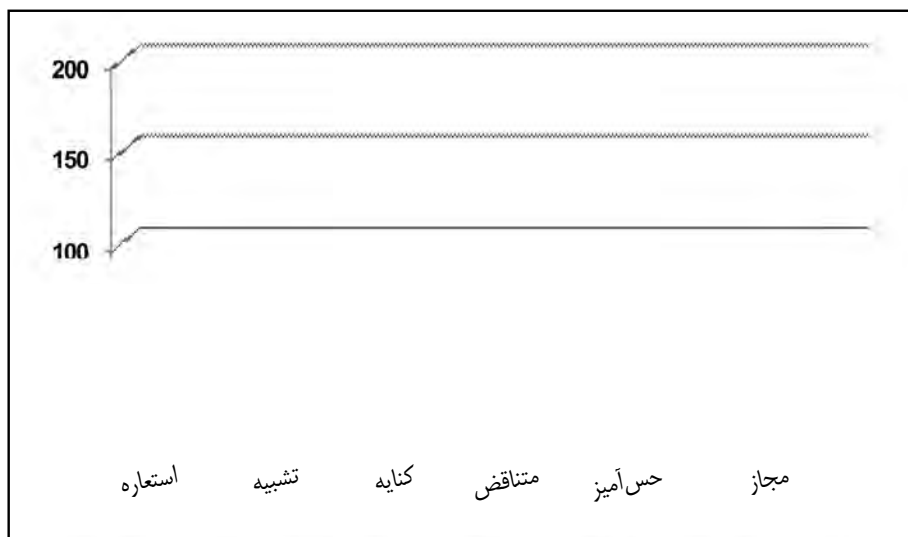 200
150
100
استعاره
تشبیه
کنایه
متناقض
حس‌آمیز
مجاز